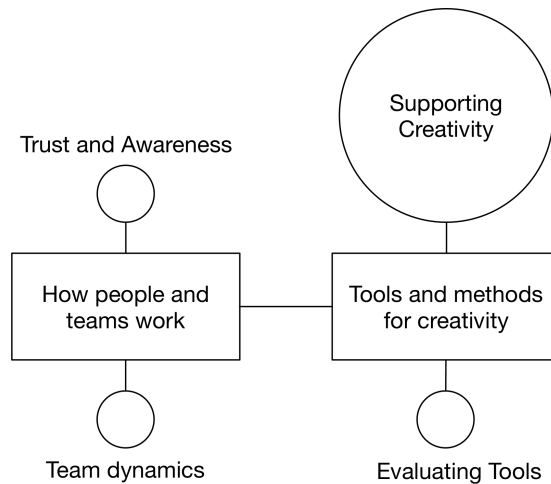 Supporting
Creativity
Trust and Awareness
How people and
teams work
Tools and methods
for creativity
Team dynamics
Evaluating Tools